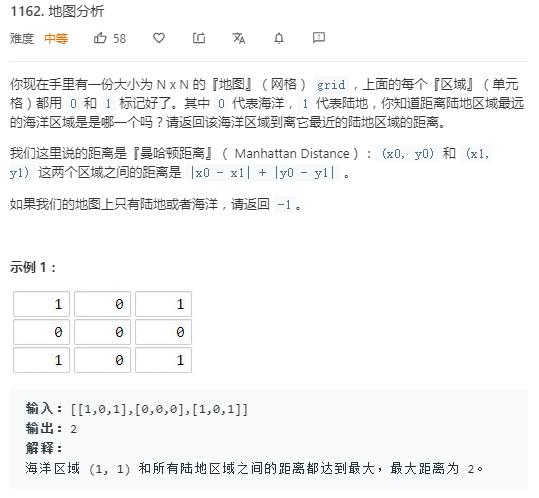 1162. 地图分析
难度 中等 58
你现在手里有一份大小为 N x N 的『地图』（网格） grid，上面的每个『区域』（单元
格）都用 0 和 1 标记好了。其中 0 代表海洋，1 代表陆地，你知道距离陆地区域最远
的海洋区域是是哪一个吗？请返回该海洋区域到离它最近的陆地区域的距离。
我们这里说的距离是『曼哈顿距离』（ Manhattan Distance）：(x0, y0) 和 (x1,
y1) 这两个区域之间的距离是 |x0 - x1| + |y0 - y1| 。
如果我们的地图上只有陆地或者海洋，请返回 -1。
示例 1：
1 0 1
0 0 0
1 0 1
输入：[[1,0,1],[0,0,0],[1,0,1]]
输出：2
解释：
海洋区域 (1, 1) 和所有陆地区域之间的距离都达到最大，最大距离为 2。